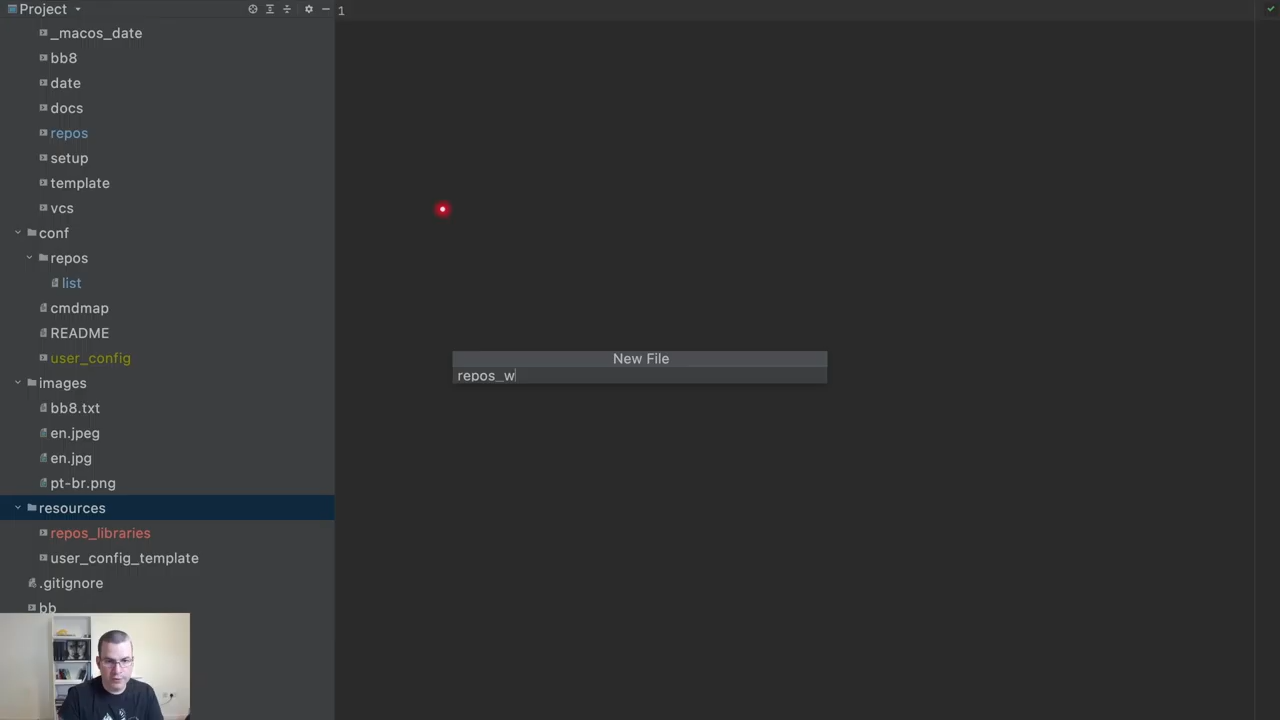 Project
1
_macos_date
bb8
date
docs
repos
setup
template
vcs
conf
repos
list
cmdmap
README
user_config
images
bb8.txt
en.jpeg
en.jpg
pt-br.png
resources
repos_libraries
user_config_template
.gitignore
bb
New File
repos_w